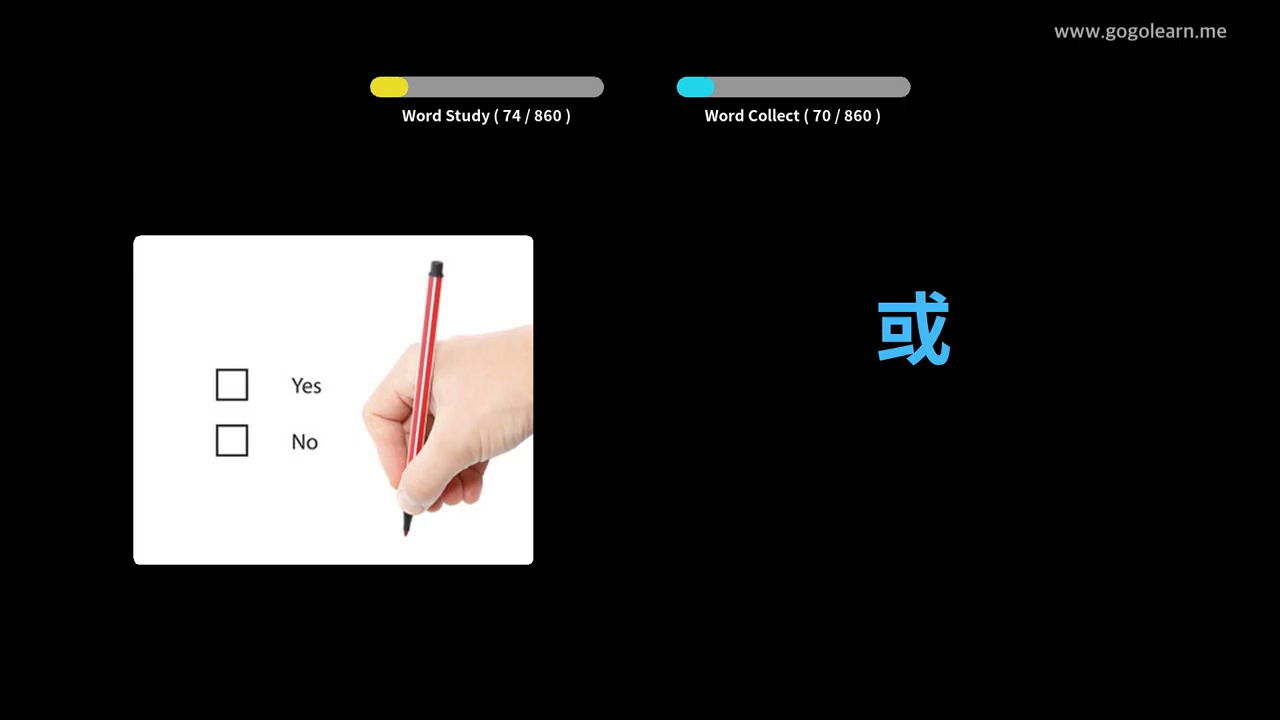 www.gogolearn.me
Word Study ( 74 / 860 )
Word Collect ( 70 / 860 )
Yes
No
或